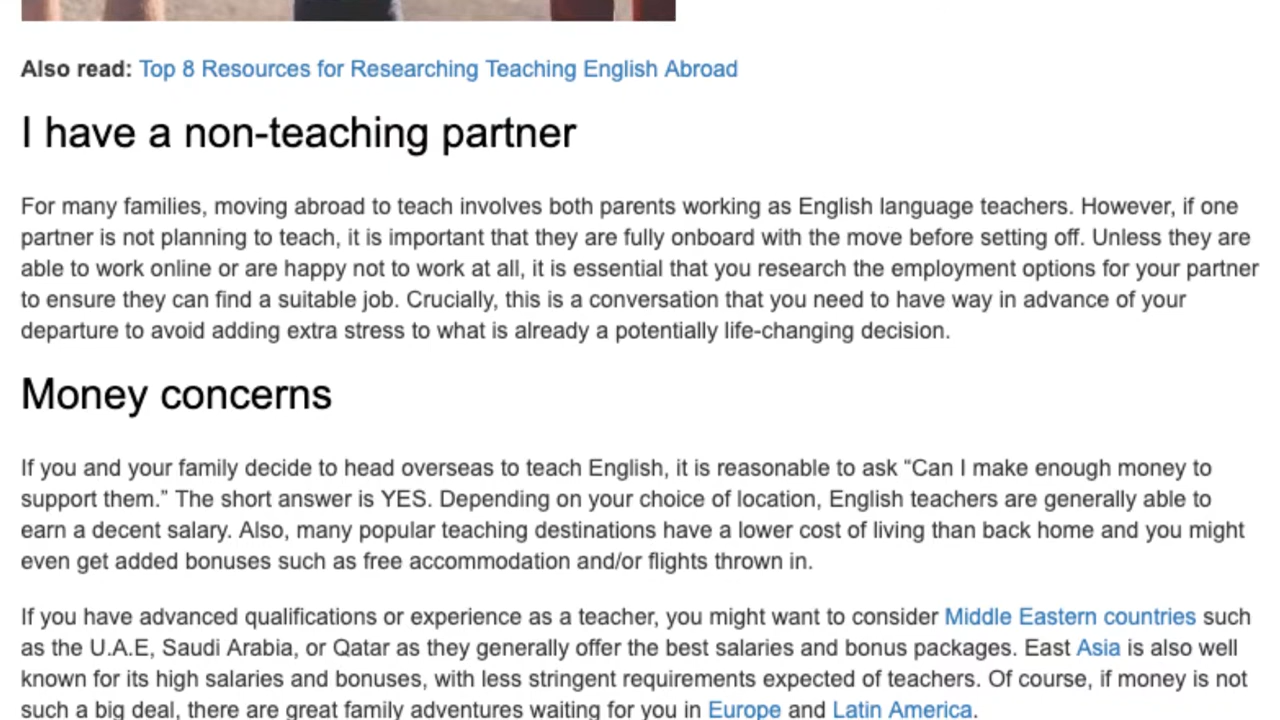 Also read: Top 8 Resources for Researching Teaching English Abroad
I have a non-teaching partner
For many families, moving abroad to teach involves both parents working as English language teachers. However, if one
partner is not planning to teach, it is important that they are fully onboard with the move before setting off. Unless they are
able to work online or are happy not to work at all, it is essential that you research the employment options for your partner
to ensure they can find a suitable job. Crucially, this is a conversation that you need to have way in advance of your
departure to avoid adding extra stress to what is already a potentially life-changing decision.
Money concerns
If you and your family decide to head overseas to teach English, it is reasonable to ask “Can I make enough money to
support them.” The short answer is YES. Depending on your choice of location, English teachers are generally able to
earn a decent salary. Also, many popular teaching destinations have a lower cost of living than back home and you might
even get added bonuses such as free accommodation and/or flights thrown in.
If you have advanced qualifications or experience as a teacher, you might want to consider Middle Eastern countries such
as the U.A.E, Saudi Arabia, or Qatar as they generally offer the best salaries and bonus packages. East Asia is also well
known for its high salaries and bonuses, with less stringent requirements expected of teachers. Of course, if money is not
such a big deal, there are great family adventures waiting for you in Europe and Latin America.